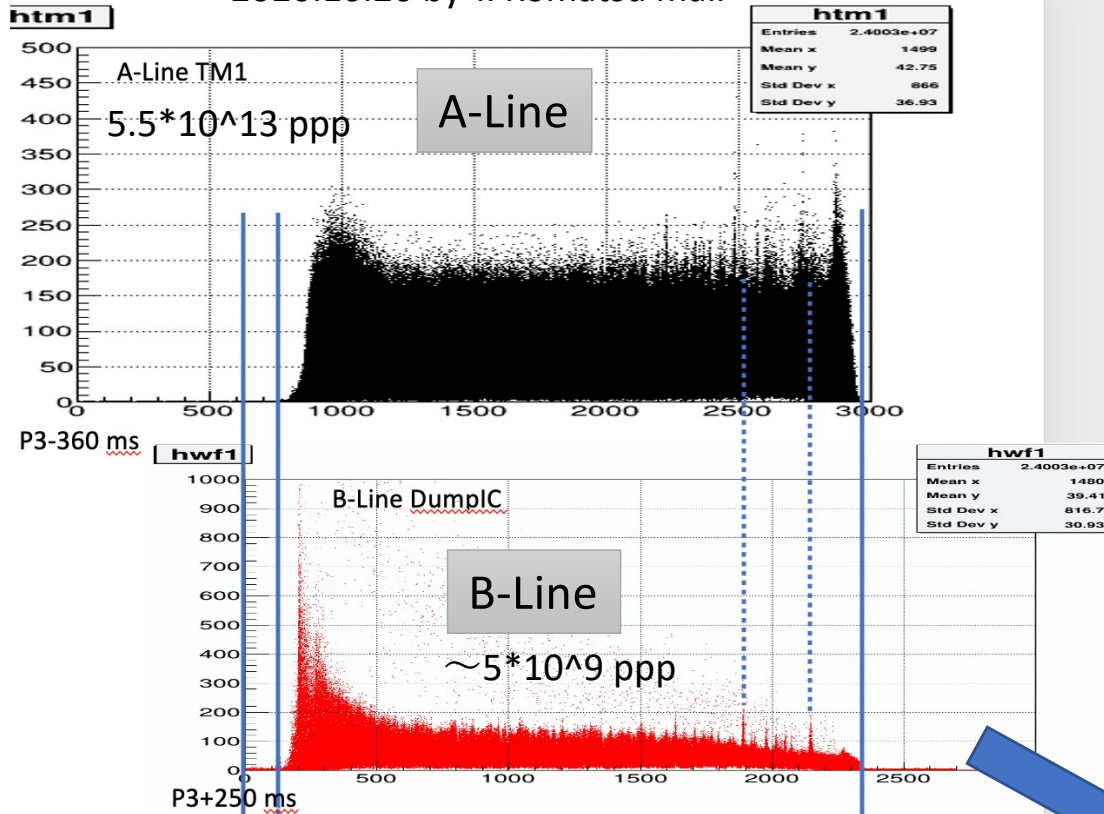 htm1
htm1
Entries 2.4003e+07
Mean x 1499
Mean y 42.75
Std Dev x 866
Std Dev y 36.93
500
450
400
350
300
250
200
150
100
50
0
A-Line TM1
5.5*10^13 ppp
A-Line
0 500 1000 1500 2000 2500 3000
P3-360 ms
hwf1
hwf1
Entries 2.4003e+07
Mean x 1480
Mean y 39.41
Std Dev x 816.7
Std Dev y 30.93
1000
900
800
700
600
500
400
300
200
100
0
B-Line DumpIC
B-Line
～5*10^9 ppp
0 500 1000 1500 2000 2500
P3+250 ms